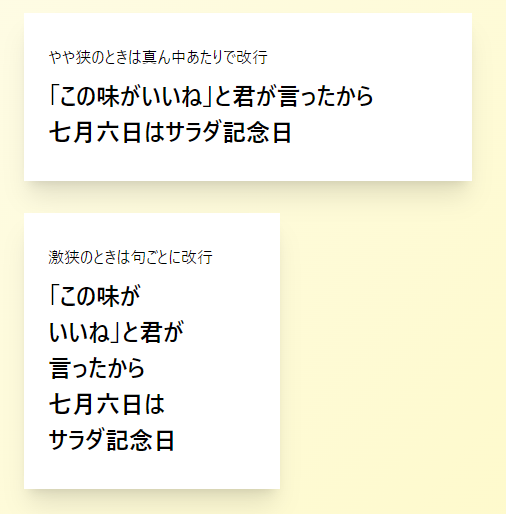 やや狭のときは真ん中あたりで改行
「この味がいいね」と君が言ったから
七月六日はサラダ記念日
激狭のときは句ごとに改行
「この味が
いいね」と君が
言ったから
七月六日は
サラダ記念日